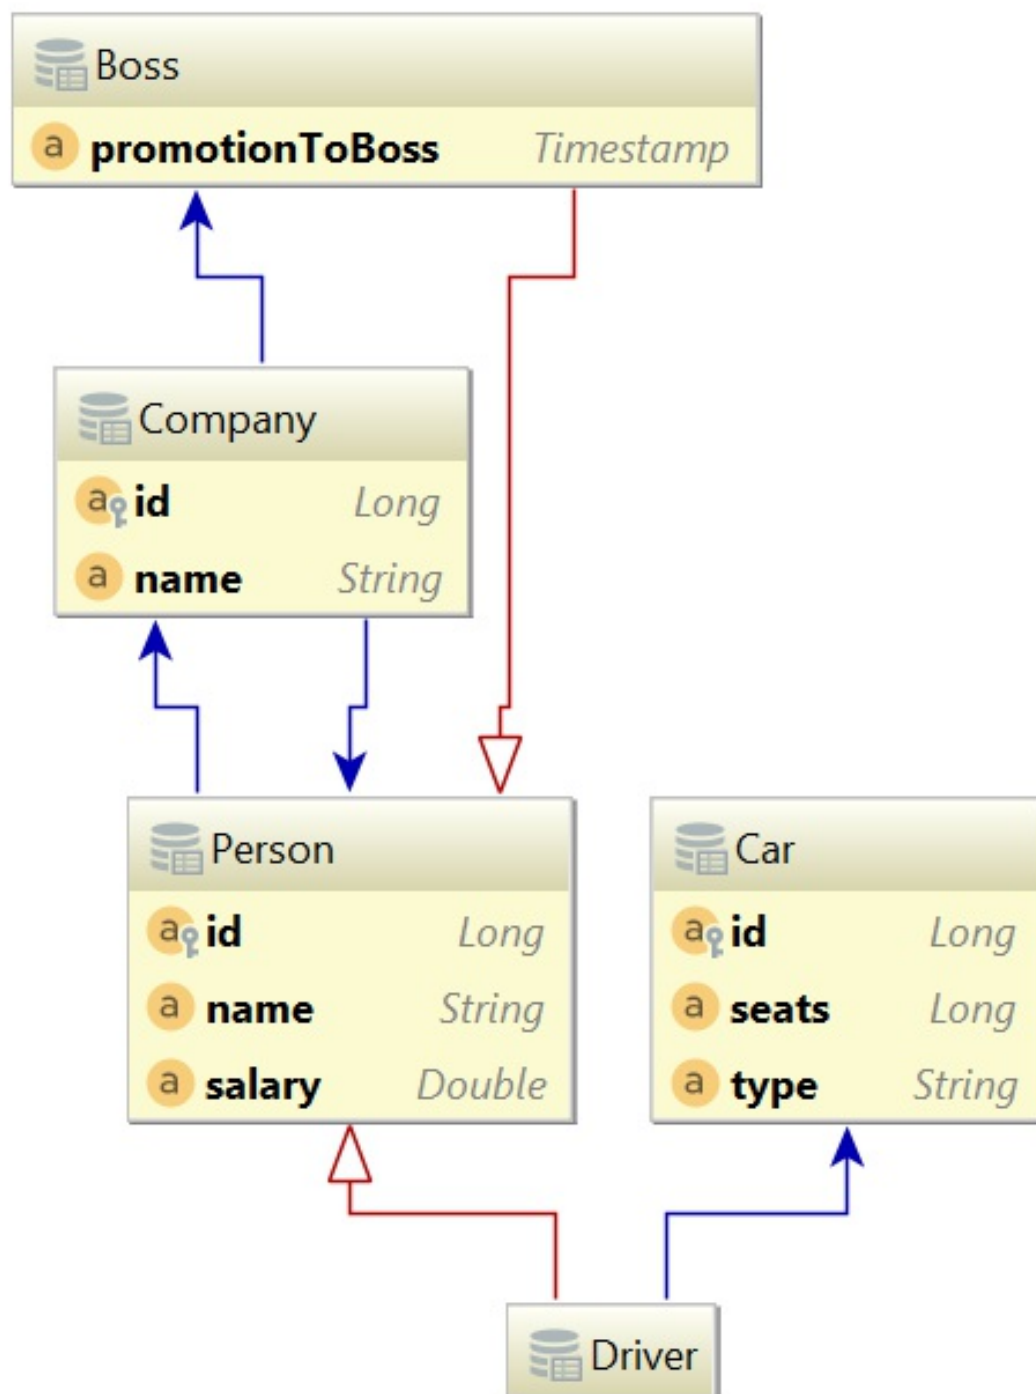 Boss
a promotionToBoss Timestamp
Company
a id Long
a name String
Person
a id Long
a name String
a salary Double
Car
a id Long
a seats Long
a type String
Driver